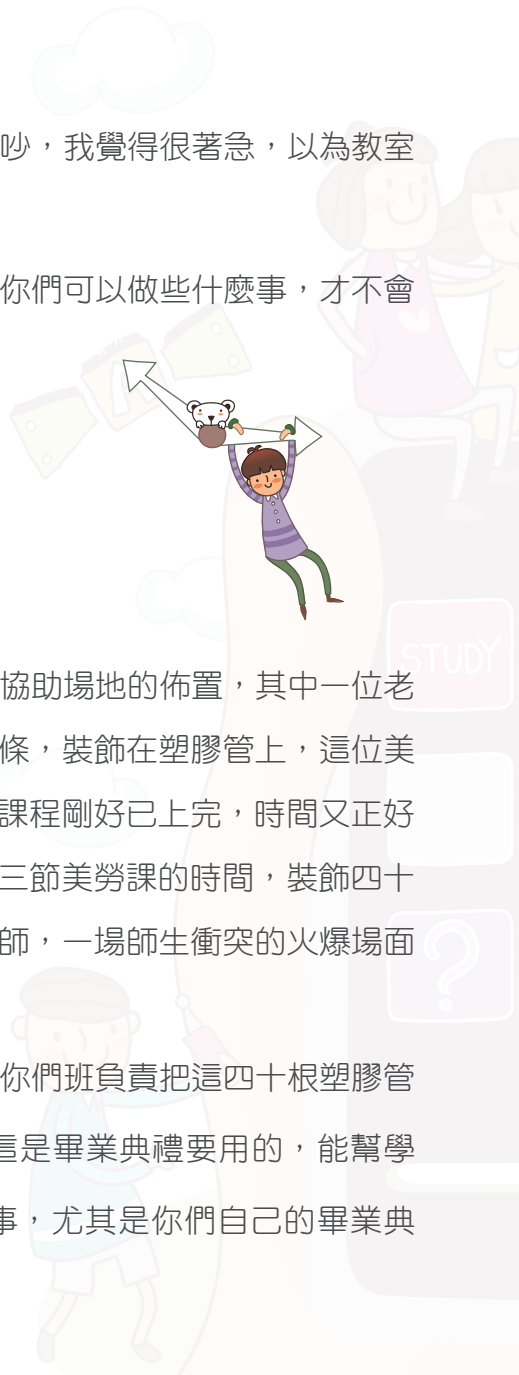 吵，我覺得很著急，以為教室
你們可以做些什麼事，才不會
STUDY
協助場地的佈置，其中一位老
條，裝飾在塑膠管上，這位美
課程剛好已上完，時間又正好
三節美勞課的時間，裝飾四十
師，一場師生衝突的火爆場面
?
你們班負責把這四十根塑膠管
這是畢業典禮要用的，能幫學
事，尤其是你們自己的畢業典